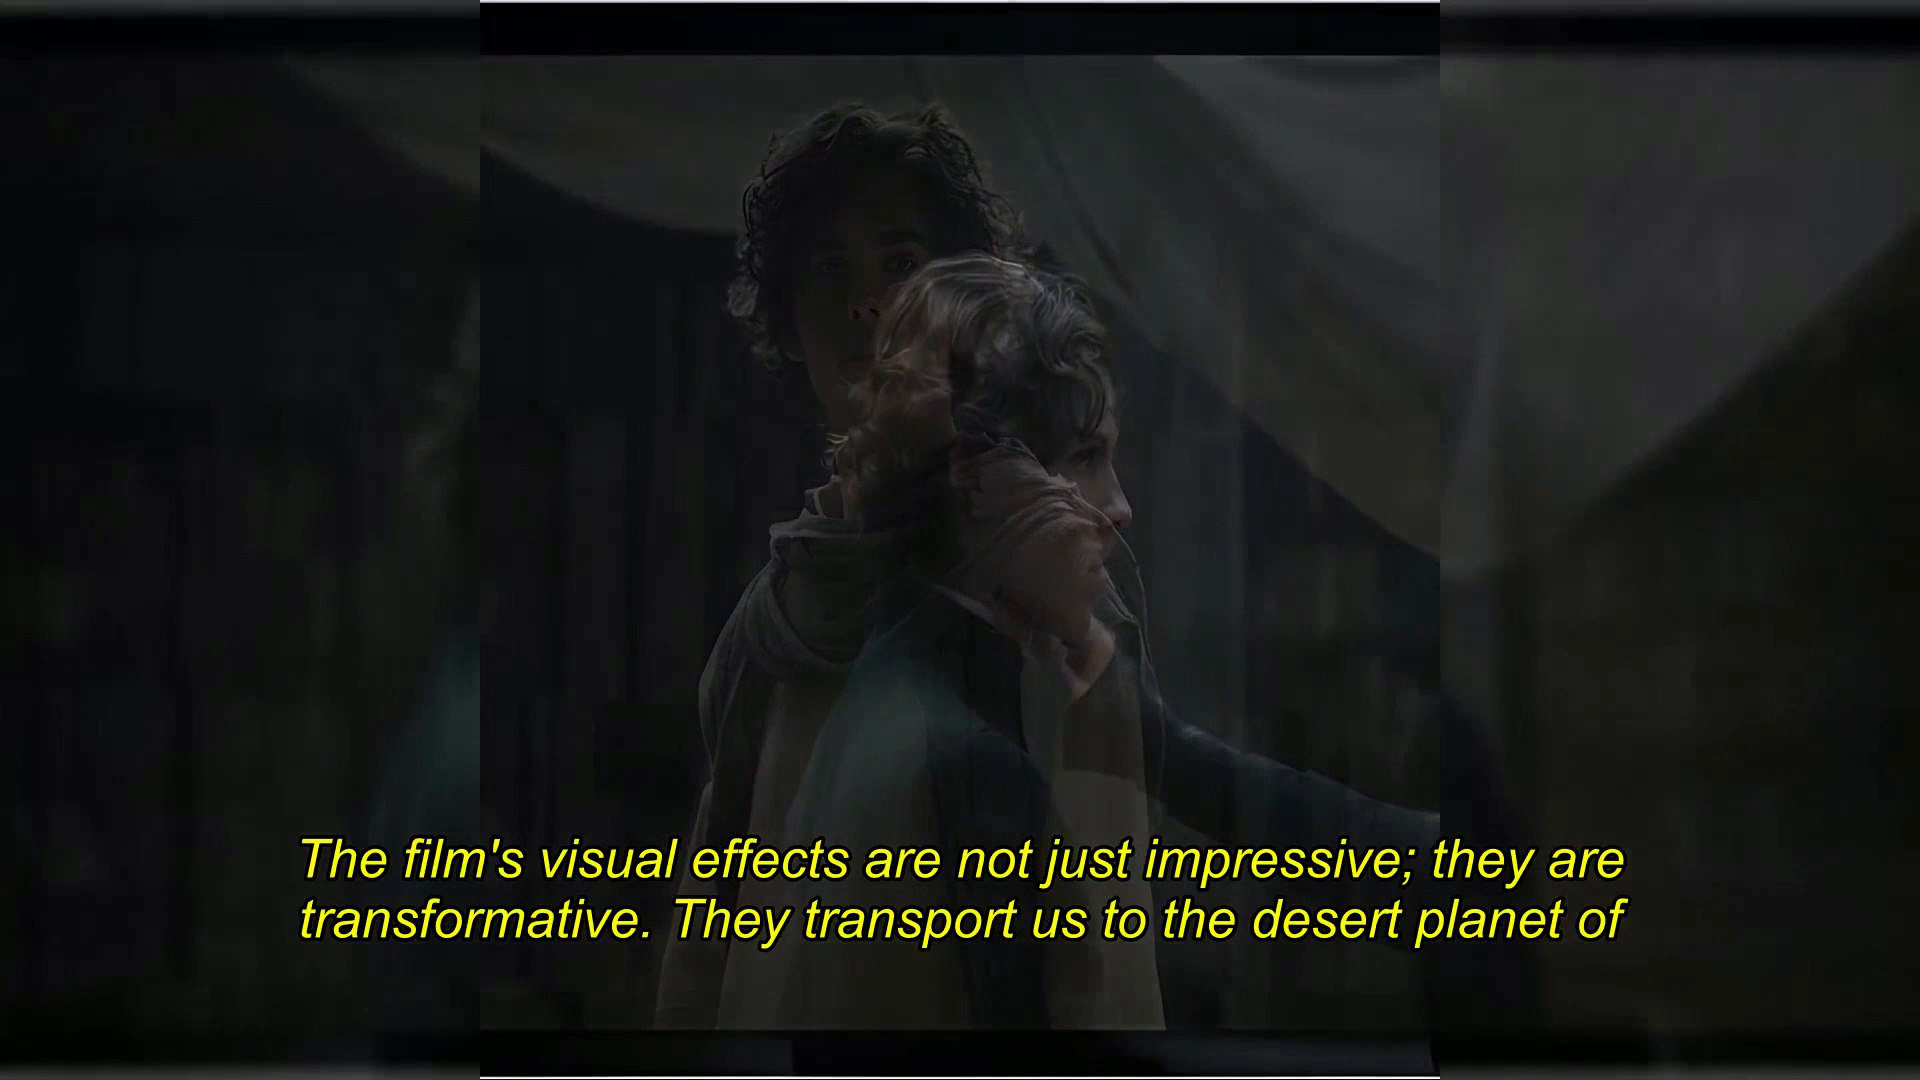 The film's visual effects are not just impressive; they are
transformative. They transport us to the desert planet of